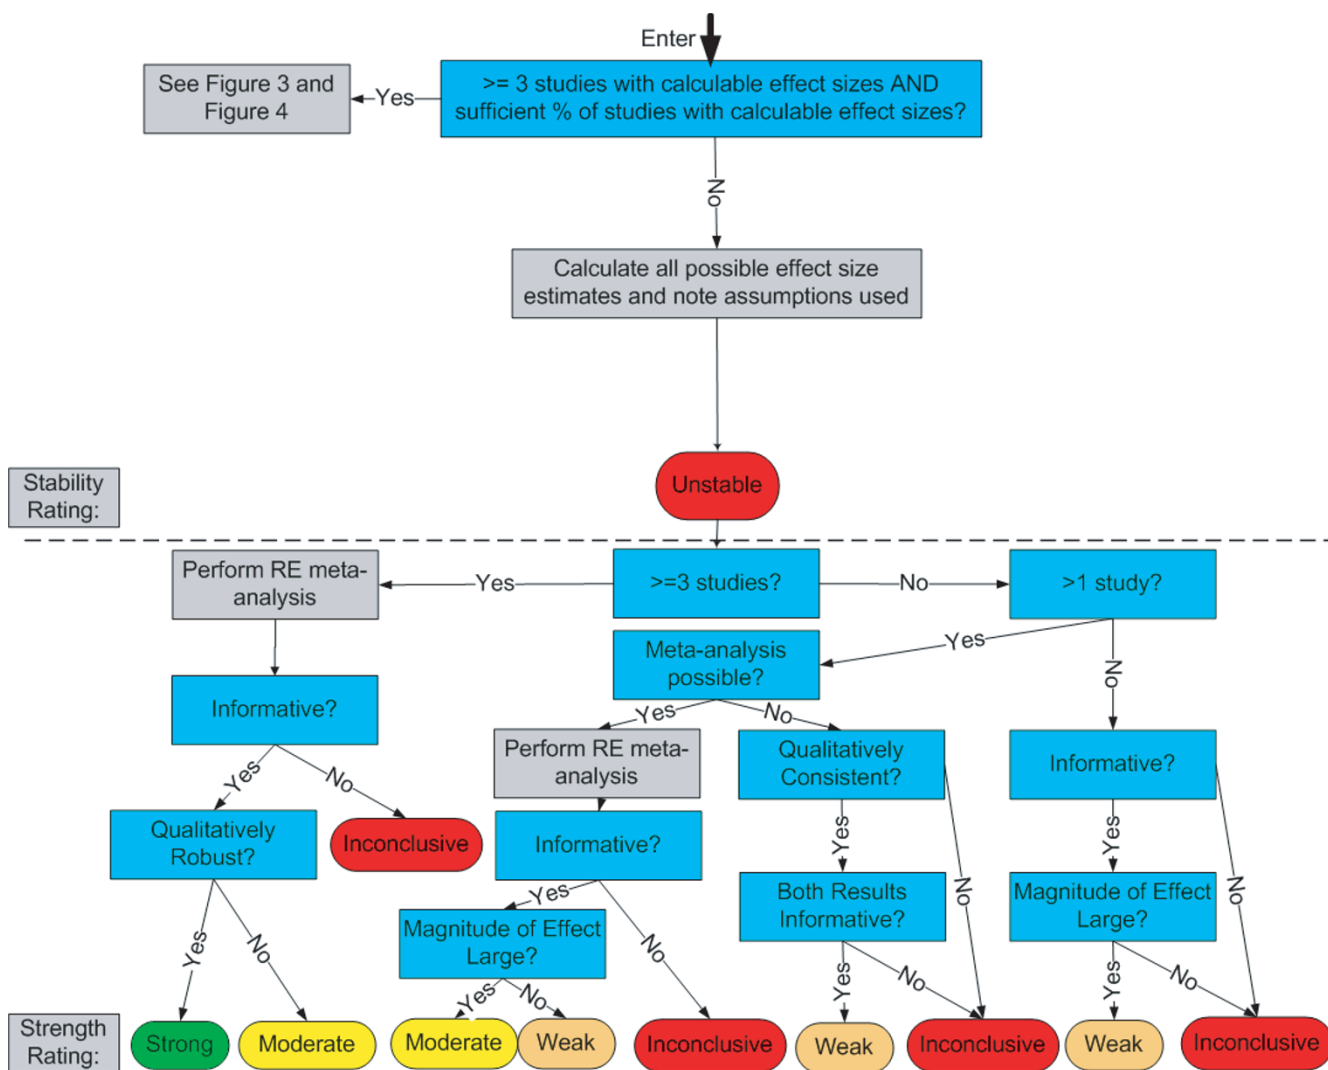 Enter
>= 3 studies with calculable effect sizes AND
sufficient % of studies with calculable effect sizes?
Yes
See Figure 3 and
Figure 4
No
Calculate all possible effect size
estimates and note assumptions used
Stability
Rating:
Unstable
Perform RE meta-
analysis
Yes
>=3 studies?
No
>1 study?
Meta-analysis
possible?
Yes
No
Informative?
Yes
No
Perform RE meta-
analysis
Qualitatively
Consistent?
Informative?
Yes
No
Qualitatively
Robust?
Inconclusive
Informative?
Yes
Yes
Yes
No
Both Results
Informative?
No
Magnitude of Effect
Large?
No
Magnitude of Effect
Large?
Yes
No
No
Yes
No
Yes
No
Yes
No
Strength
Rating:
Strong
Moderate
Moderate
Weak
Inconclusive
Weak
Inconclusive
Weak
Inconclusive